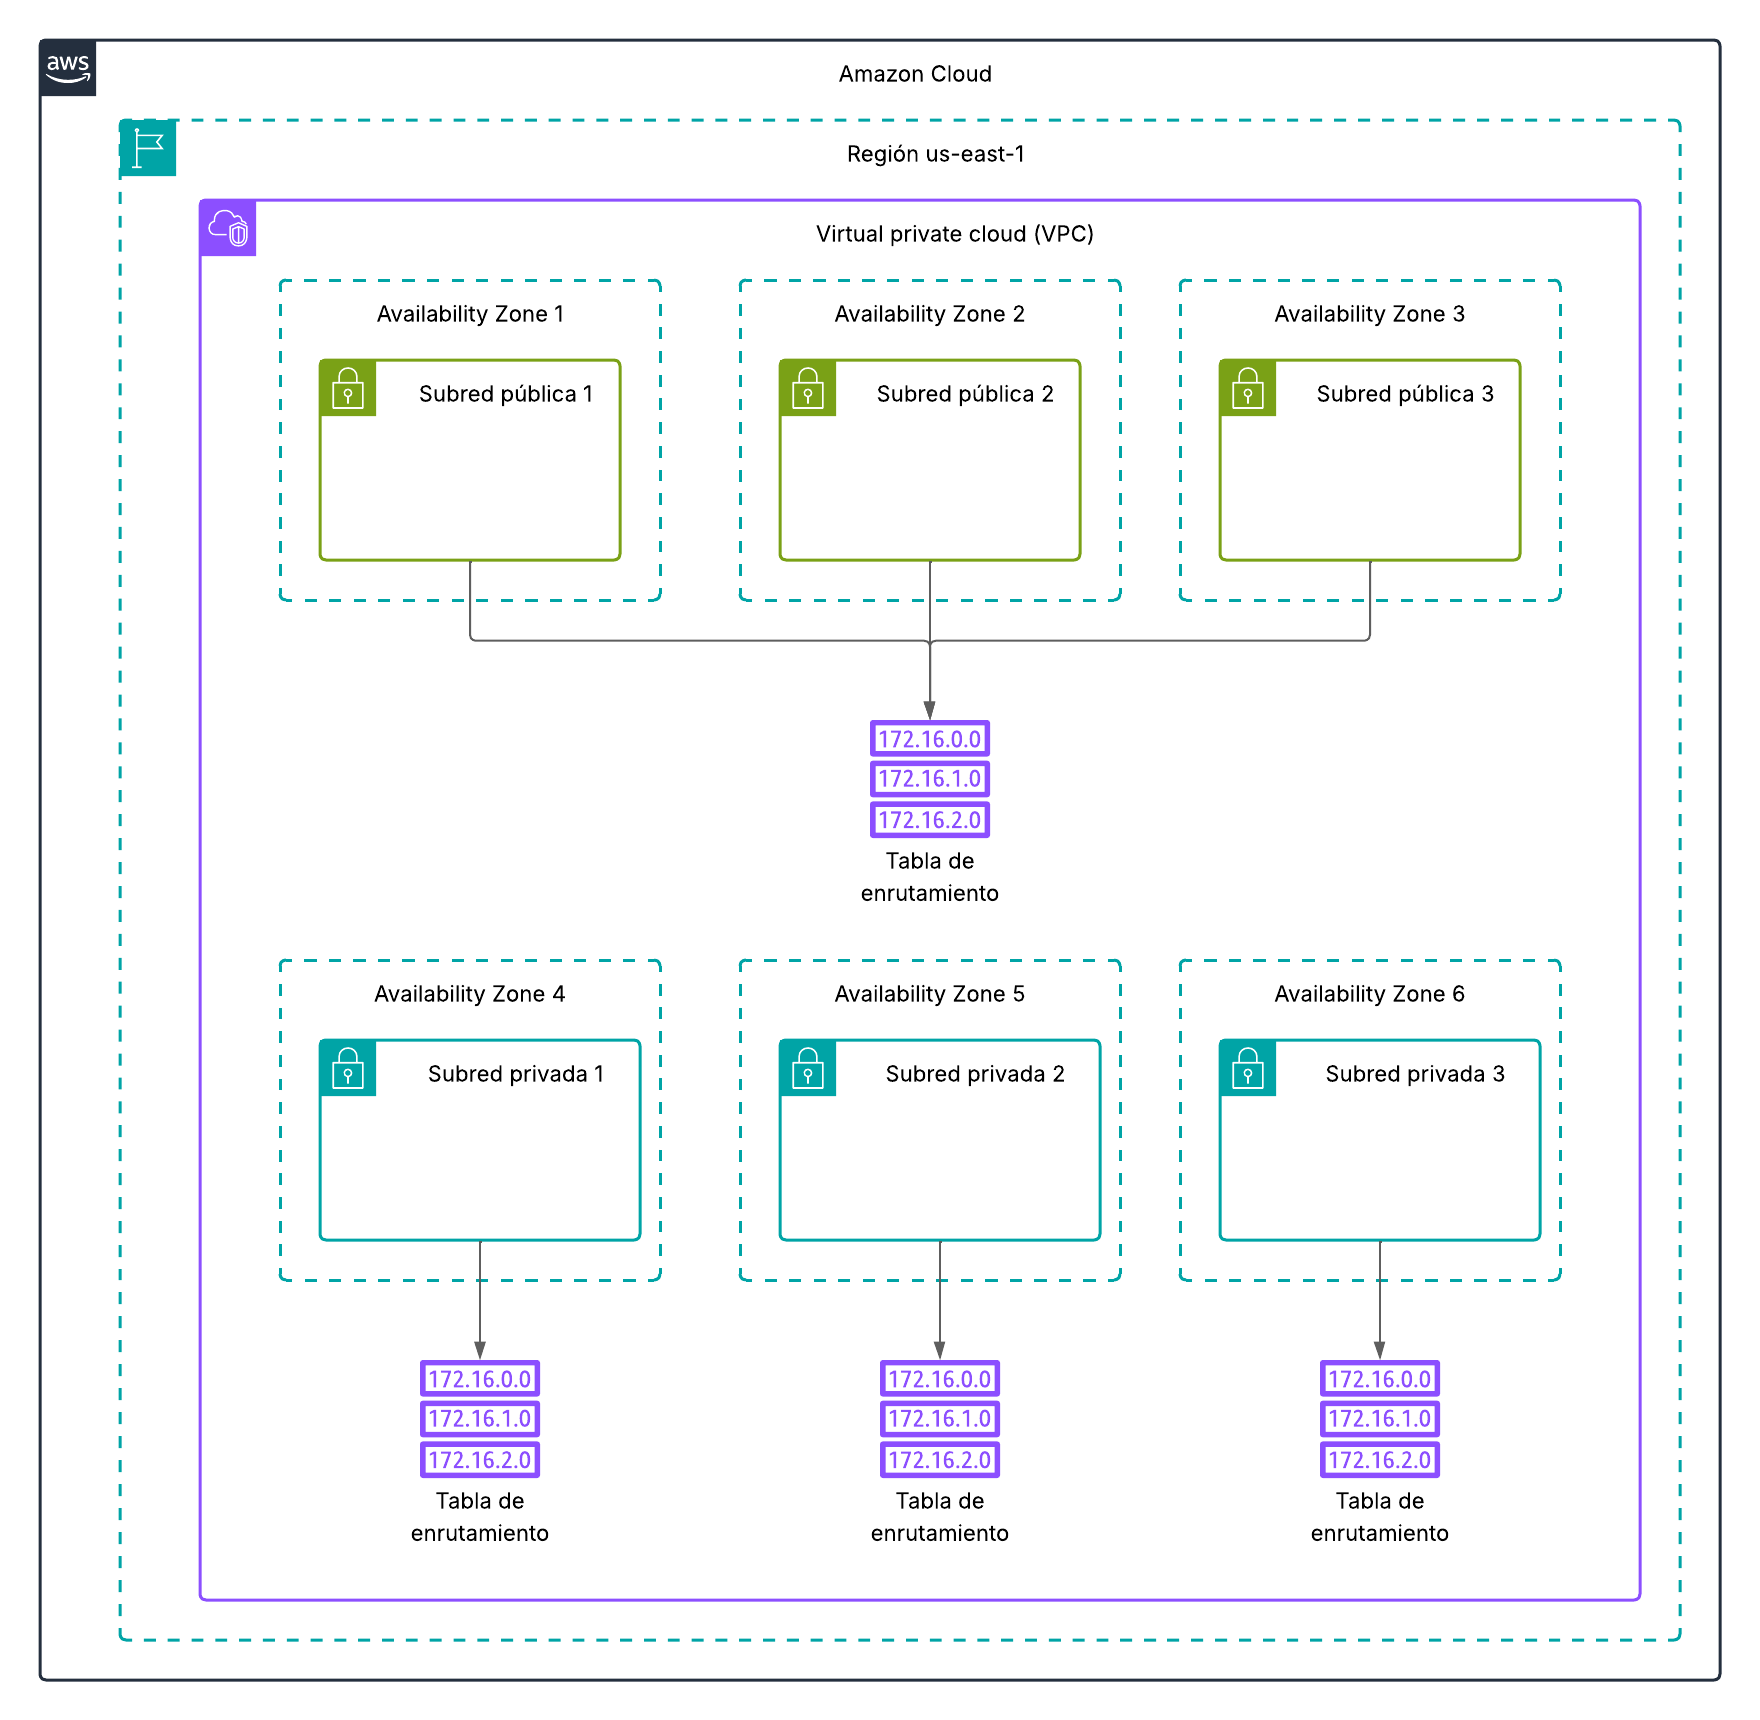 aws
Amazon Cloud
Región us-east-1
Virtual private cloud (VPC)
Availability Zone 1
Availability Zone 2
Availability Zone 3
Subred pública 1
Subred pública 2
Subred pública 3
172.16.0.0
172.16.1.0
172.16.2.0
Tabla de
enrutamiento
Availability Zone 4
Availability Zone 5
Availability Zone 6
Subred privada 1
Subred privada 2
Subred privada 3
172.16.0.0
172.16.1.0
172.16.2.0
Tabla de
enrutamiento
172.16.0.0
172.16.1.0
172.16.2.0
Tabla de
enrutamiento
172.16.0.0
172.16.1.0
172.16.2.0
Tabla de
enrutamiento